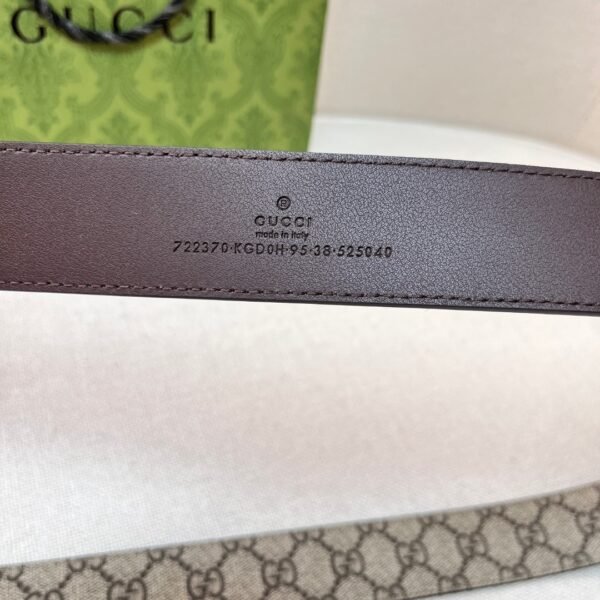 GUCCI
®
GUCCI
made in italy
722370·KGD0H·95·38·525040